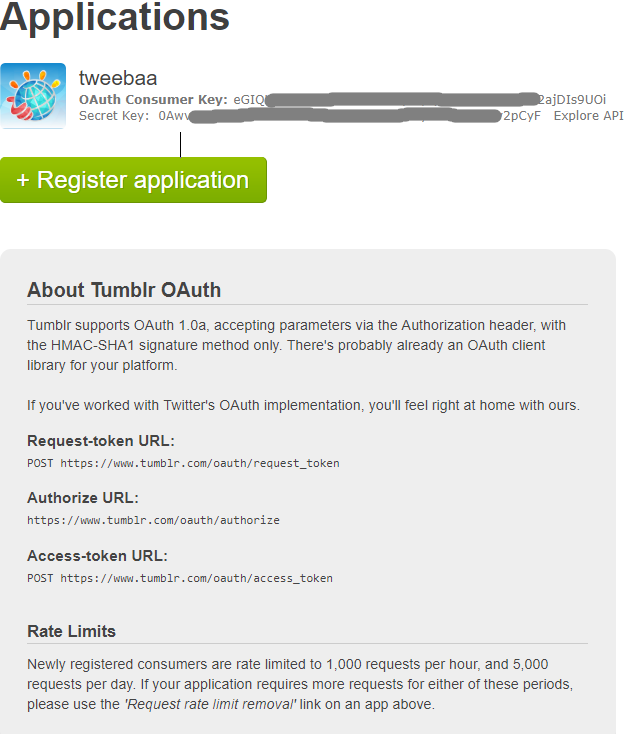 Applications
tweebaa
OAuth Consumer Key: eGIQ 2ajDIs9UOi
Secret Key: 0Awv 2pCyF Explore API
+ Register application
About Tumblr OAuth
Tumblr supports OAuth 1.0a, accepting parameters via the Authorization header, with
the HMAC-SHA1 signature method only. There's probably already an OAuth client
library for your platform.
If you've worked with Twitter's OAuth implementation, you'll feel right at home with ours.
Request-token URL:
POST https://www.tumblr.com/oauth/request_token
Authorize URL:
https://www.tumblr.com/oauth/authorize
Access-token URL:
POST https://www.tumblr.com/oauth/access_token
Rate Limits
Newly registered consumers are rate limited to 1,000 requests per hour, and 5,000
requests per day. If your application requires more requests for either of these periods,
please use the 'Request rate limit removal' link on an app above.